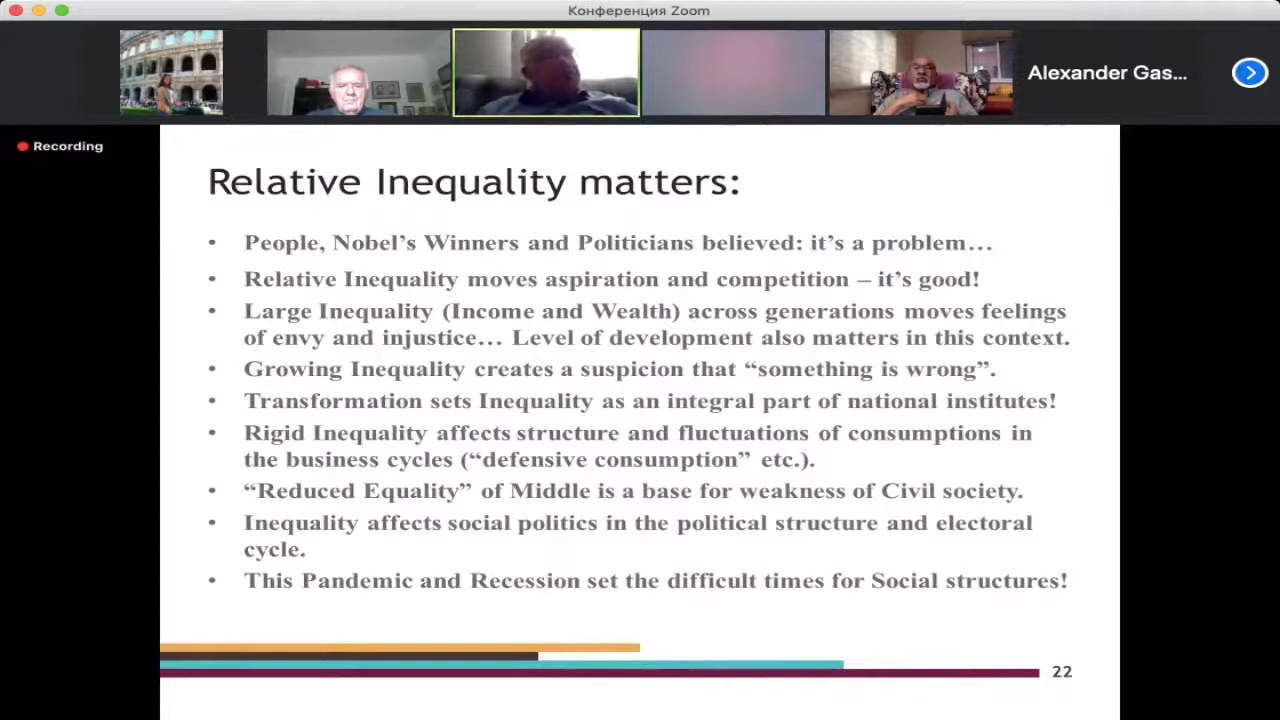 Конференция Zoom
Alexander Gas...
Recording
Relative Inequality matters:
• People, Nobel’s Winners and Politicians believed: it’s a problem…
• Relative Inequality moves aspiration and competition – it’s good!
• Large Inequality (Income and Wealth) across generations moves feelings
of envy and injustice… Level of development also matters in this context.
• Growing Inequality creates a suspicion that “something is wrong”.
• Transformation sets Inequality as an integral part of national institutes!
• Rigid Inequality affects structure and fluctuations of consumptions in
the business cycles (“defensive consumption” etc.).
• “Reduced Equality” of Middle is a base for weakness of Civil society.
• Inequality affects social politics in the political structure and electoral
cycle.
• This Pandemic and Recession set the difficult times for Social structures!
22